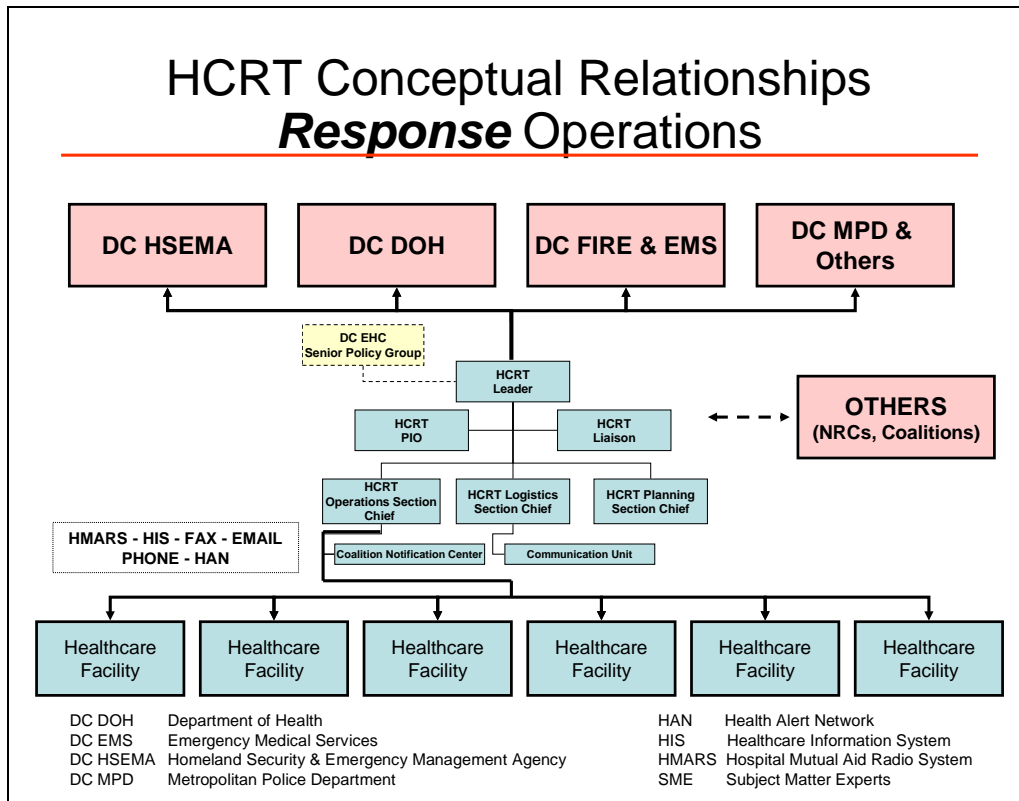 HCRT Conceptual Relationships
Response Operations
DC HSEMA
DC DOH
DC FIRE & EMS
DC MPD &
Others
DC EHC
Senior Policy Group
HCRT
Leader
HCRT
PIO
HCRT
Liaison
OTHERS
(NRCs, Coalitions)
HCRT
Operations Section
Chief
HCRT Logistics
Section Chief
HCRT Planning
Section Chief
HMARS - HIS - FAX - EMAIL
PHONE - HAN
Coalition Notification Center
Communication Unit
Healthcare
Facility
Healthcare
Facility
Healthcare
Facility
Healthcare
Facility
Healthcare
Facility
Healthcare
Facility
DC DOH Department of Health
DC EMS Emergency Medical Services
DC HSEMA Homeland Security & Emergency Management Agency
DC MPD Metropolitan Police Department
HAN Health Alert Network
HIS Healthcare Information System
HMARS Hospital Mutual Aid Radio System
SME Subject Matter Experts